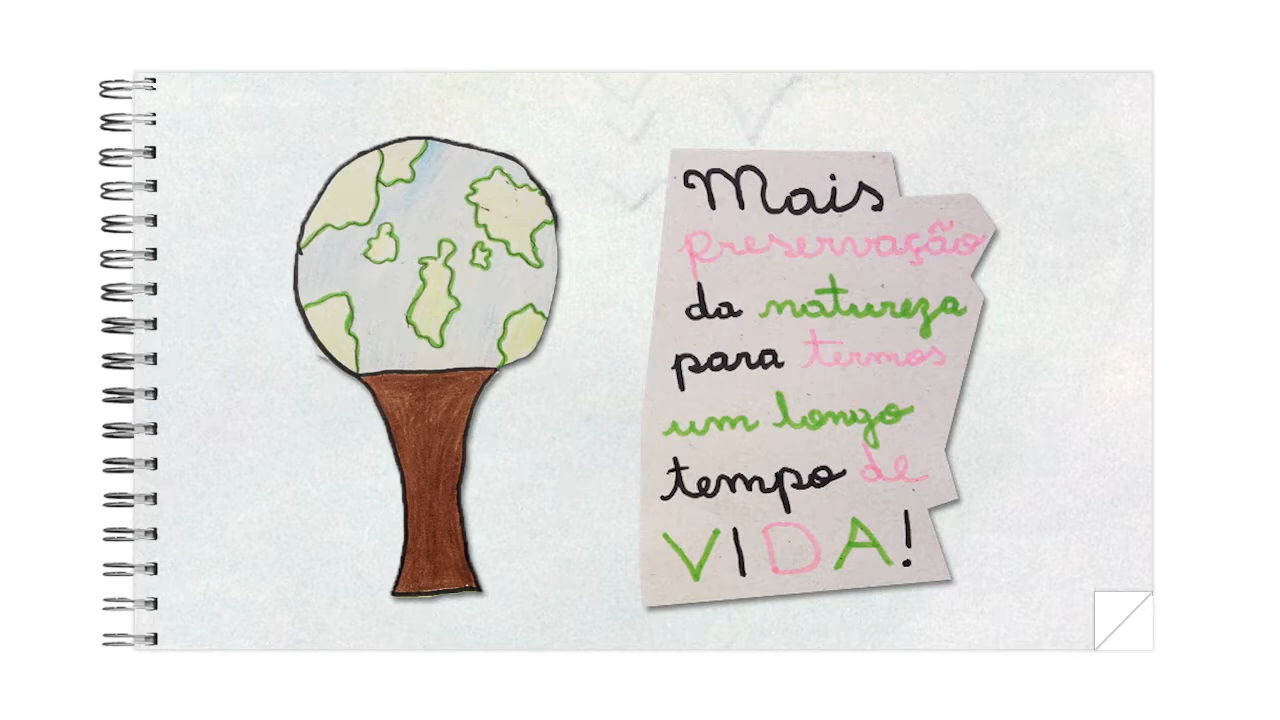 Mais
preservação
da natureza
para termos
um longo
tempo de
VIDA!